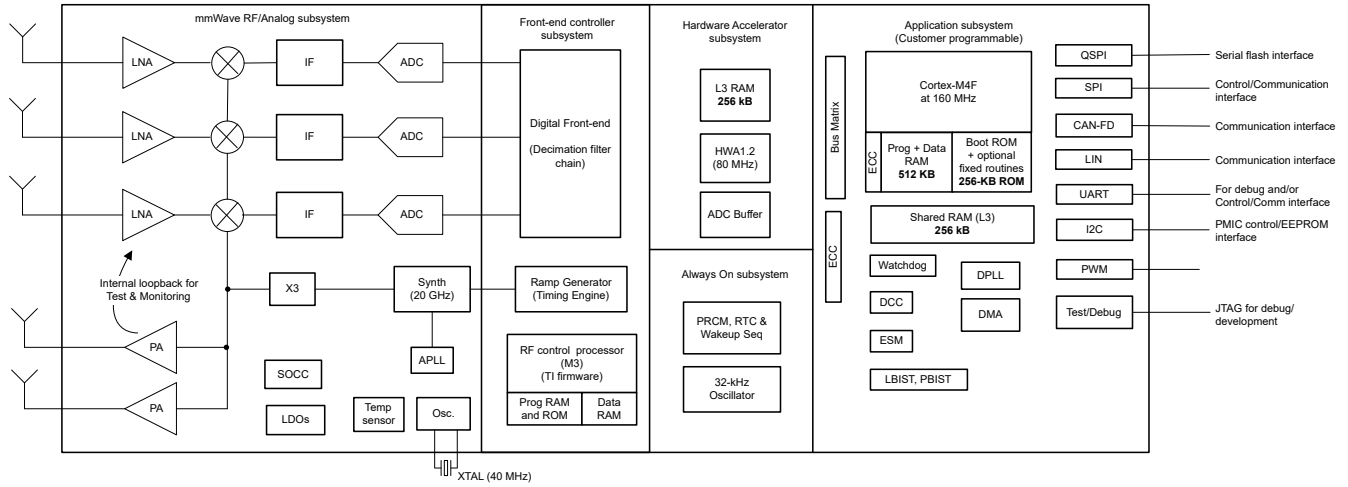 mmWave RF/Analog subsystem
LNA
IF
ADC
LNA
IF
ADC
LNA
IF
ADC
Internal loopback for
Test & Monitoring
X3
Synth
(20 GHz)
PA
APLL
SOCC
PA
LDOs
Temp
sensor
Osc.
XTAL (40 MHz)
Front-end controller
subsystem
Digital Front-end
(Decimation filter
chain)
Ramp Generator
(Timing Engine)
RF control processor
(M3)
(TI firmware)
Prog RAM
and ROM
Data
RAM
Hardware Accelerator
subsystem
L3 RAM
256 kB
HWA1.2
(80 MHz)
ADC Buffer
Always On subsystem
PRCM, RTC &
Wakeup Seq
32-kHz
Oscillator
Application subsystem
(Customer programmable)
Bus Matrix
Cortex-M4F
at 160 MHz
ECC
Prog + Data
RAM
512 KB
Boot ROM
+ optional
fixed routines
256-KB ROM
ECC
Shared RAM (L3)
256 kB
Watchdog
DPLL
DCC
DMA
ESM
LBIST, PBIST
QSPI
Serial flash interface
SPI
Control/Communication
interface
CAN-FD
Communication interface
LIN
Communication interface
UART
For debug and/or
Control/Comm interface
I2C
PMIC control/EEPROM
interface
PWM
Test/Debug
JTAG for debug/
development